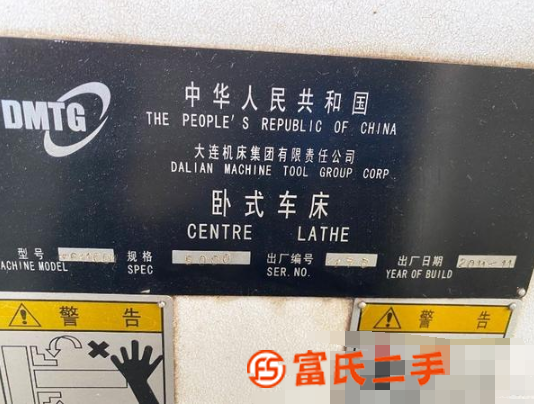 DMTG
中华人民共和国
THE PEOPLE'S REPUBLIC OF CHINA
大连机床集团有限责任公司
DALIAN MACHINE TOOL GROUP CORP
卧式车床
CENTRE LATHE
型号 规格 出厂编号 出厂日期 2011-11
MACHINE MODEL SPEC SER. NO. YEAR OF BUILD
警告
警告
富氏二手